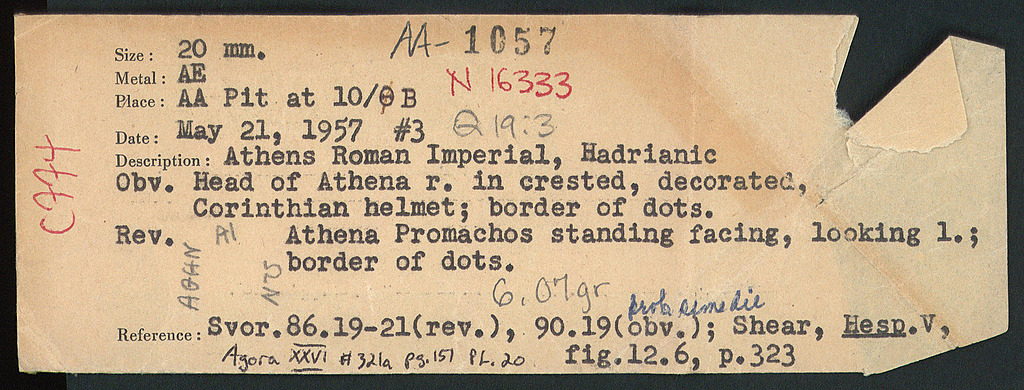 Size: 20 mm. AA-1057
Metal: AE N 16333
Place: AA Pit at 10/Θ B
Date: May 21, 1957 #3 Θ 19:3
Description: Athens Roman Imperial, Hadrianic
Obv. Head of Athena r. in crested, decorated,
Corinthian helmet; border of dots.
Rev. Athena Promachos standing facing, looking l.;
border of dots.
6.07gr
prob same die
Reference: Svor.86.19-21(rev.), 90.19(obv.); Shear, Hesp.V,
Agora XXVI #321a pg.151 PL.20 fig.12.6, p.323